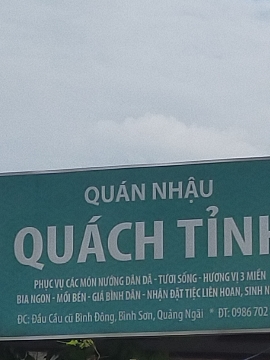 QUÁN NHẬU
QUÁCH TỈNH
PHỤC VỤ CÁC MÓN NƯỚNG DÂN DÃ - TƯƠI SỐNG - HƯƠNG VỊ 3 MIỀN
BIA NGON - MỒI BÉN - GIÁ BÌNH DÂN - NHẬN ĐẶT TIỆC LIÊN HOAN, SINH N
ĐC: Đầu Cầu cũ Bình Đông, Bình Sơn, Quảng Ngãi * ĐT: 0986 702